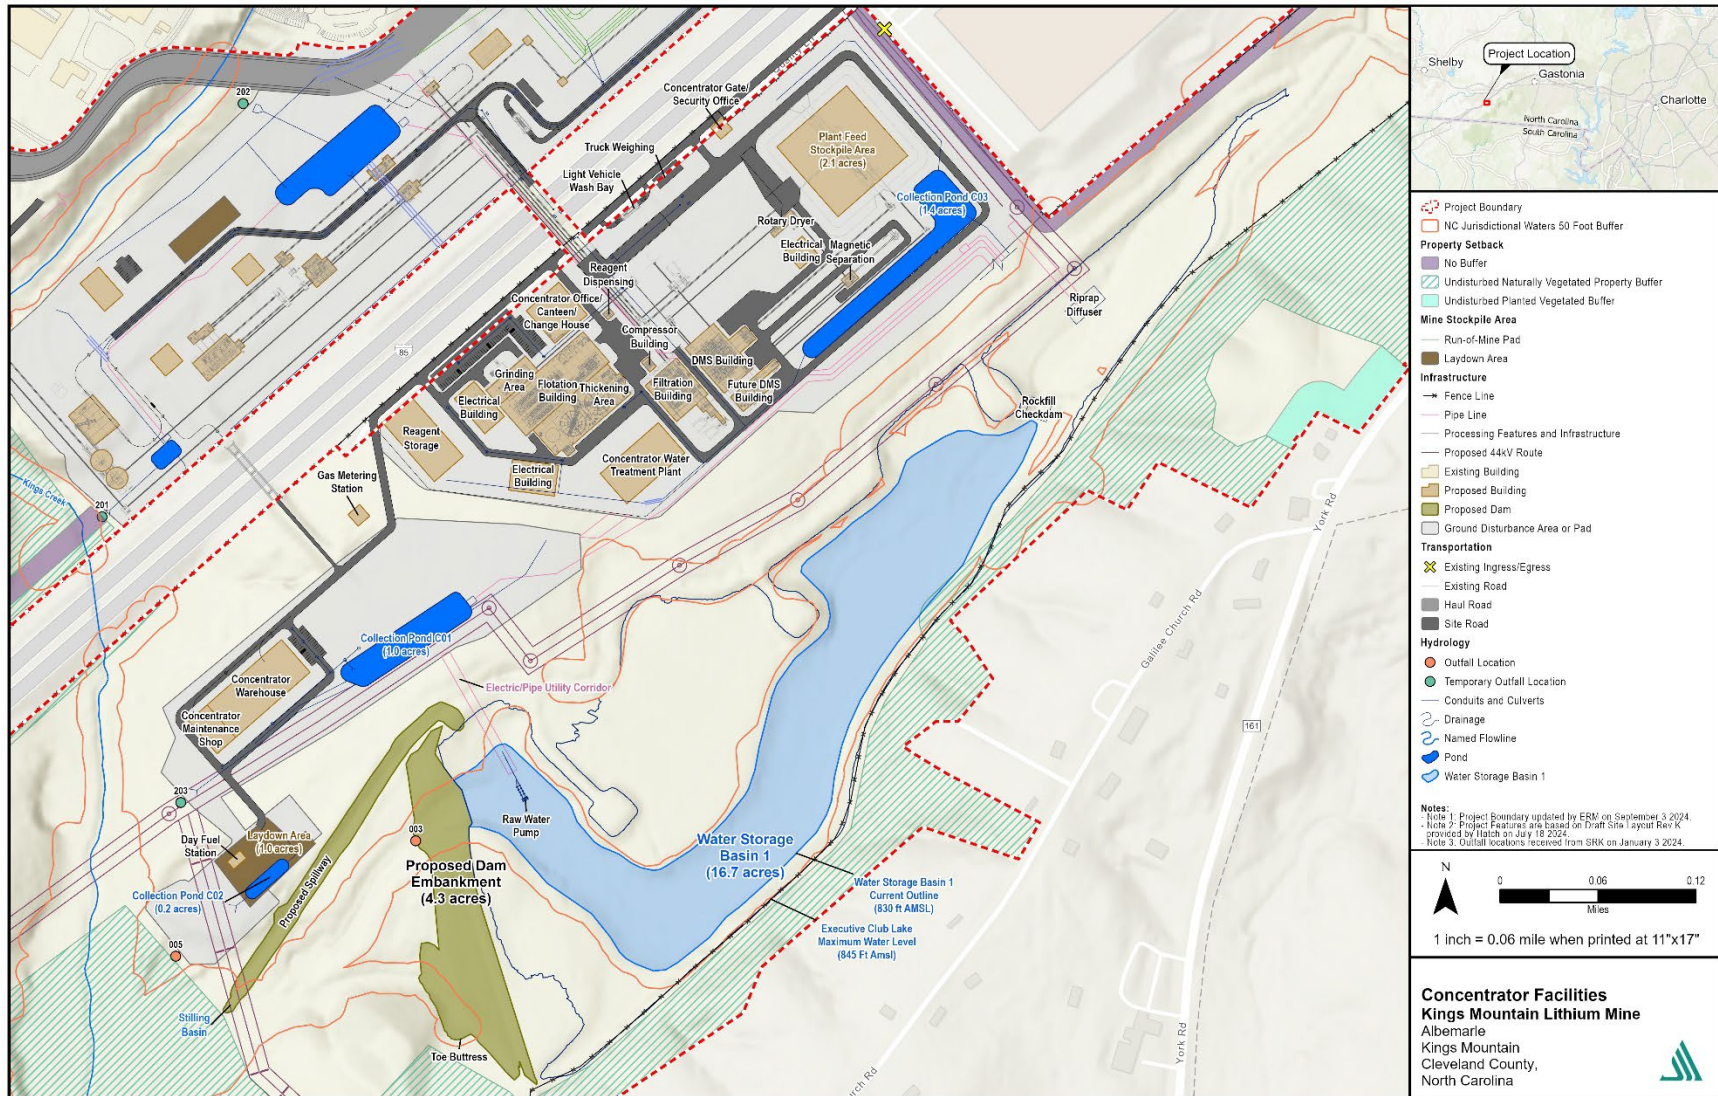 202
Concentrator Gate/
Security Office
Truck Weighing
Light Vehicle
Wash Bay
Plant Feed
Stockpile Area
(2.1 acres)
Collection Pond C03
(1.4 acres)
Rotary Dryer
Electrical
Building
Magnetic
Separation
Reagent
Dispensing
Concentrator Office/
Canteen/
Change House
Compressor
Building
Riprap
Diffuser
85
DMS Building
Grinding
Area
Flotation
Building
Thickening
Area
Filtration
Building
Future DMS
Building
Electrical
Building
Rockfill
Checkdam
Reagent
Storage
Concentrator Water
Treatment Plant
Electrical
Building
Gas Metering
Station
Kings Creek
201
York Rd
Galilee Church Rd
161
Collection Pond C01
(1.0 acres)
Electric/Pipe Utility Corridor
Concentrator
Warehouse
Concentrator
Maintenance
Shop
203
003
Raw Water
Pump
Day Fuel
Station
Laydown Area
(1.0 acres)
Proposed Dam
Embankment
(4.3 acres)
Water Storage
Basin 1
(16.7 acres)
Collection Pond C02
(0.2 acres)
Proposed Spillway
Water Storage Basin 1
Current Outline
(830 ft AMSL)
Executive Club Lake
Maximum Water Level
(845 Ft Amsl)
005
Stilling
Basin
Toe Buttress
York Rd
Church Rd
Project Location
Shelby
Gastonia
Charlotte
North Carolina
South Carolina
Project Boundary
NC Jurisdictional Waters 50 Foot Buffer
Property Setback
No Buffer
Undisturbed Naturally Vegetated Property Buffer
Undisturbed Planted Vegetated Buffer
Mine Stockpile Area
Run-of-Mine Pad
Laydown Area
Infrastructure
Fence Line
Pipe Line
Processing Features and Infrastructure
Proposed 44kV Route
Existing Building
Proposed Building
Proposed Dam
Ground Disturbance Area or Pad
Transportation
Existing Ingress/Egress
Existing Road
Haul Road
Site Road
Hydrology
Outfall Location
Temporary Outfall Location
Conduits and Culverts
Drainage
Named Flowline
Pond
Water Storage Basin 1
Notes:
- Note 1: Project Boundary updated by ERM on September 3 2024.
- Note 2: Project Features are based on Draft Site Layout Rev K
provided by Hatch on July 18 2024.
- Note 3: Outfall locations received from SRK on January 3 2024.
N
0 0.06 0.12
Miles
1 inch = 0.06 mile when printed at 11"x17"
Concentrator Facilities
Kings Mountain Lithium Mine
Albemarle
Kings Mountain
Cleveland County,
North Carolina